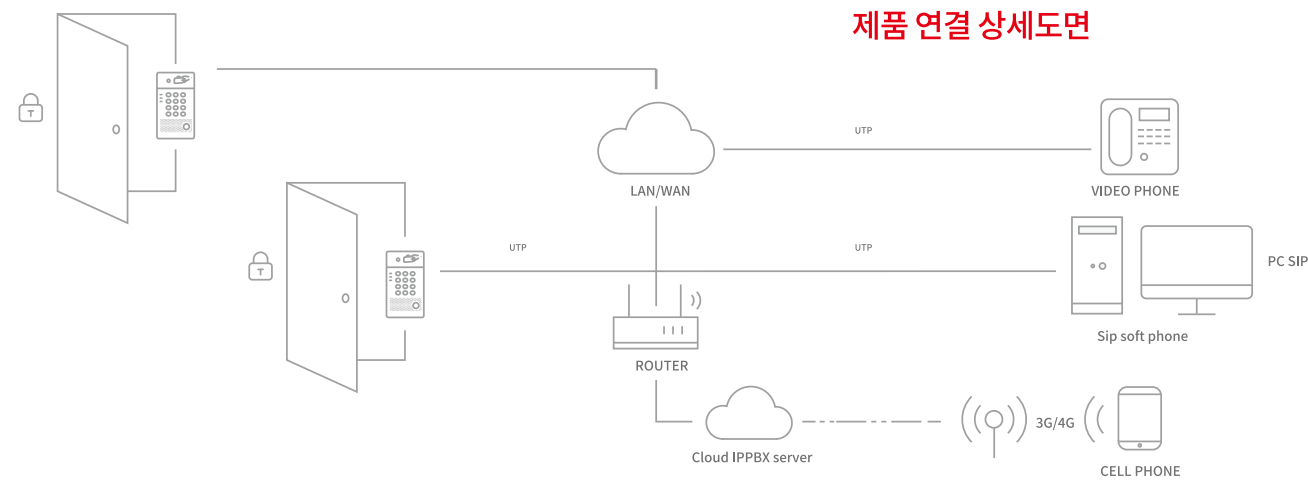 제품 연결 상세도면
T
UTP
LAN/WAN
VIDEO PHONE
T
UTP
UTP
PC SIP
Sip soft phone
ROUTER
3G/4G
Cloud IPPBX server
CELL PHONE